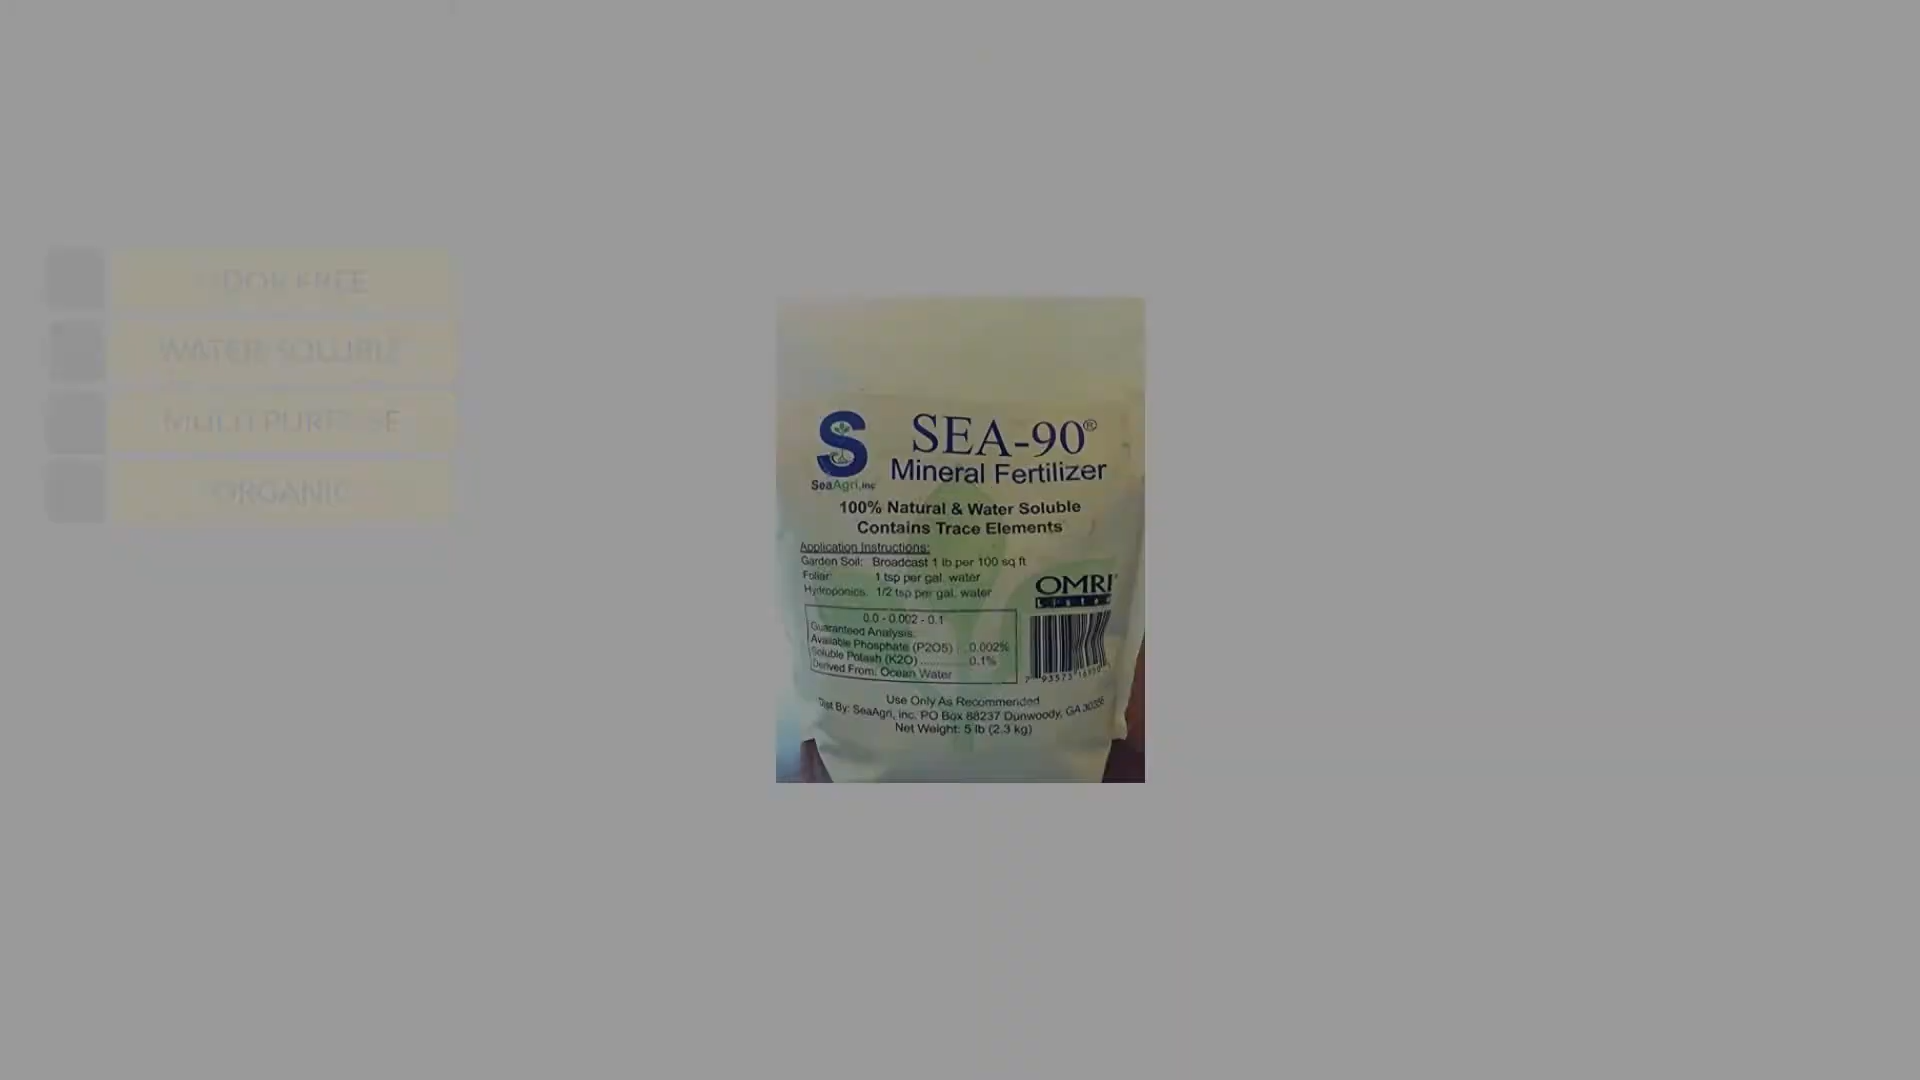 ODOR FREE
WATER SOLUBLE
MULTI PURPOSE
ORGANIC
S
SeaAgri, inc
SEA-90®
Mineral Fertilizer
100% Natural & Water Soluble
Contains Trace Elements
Application Instructions:
Garden Soil: Broadcast 1 lb per 100 sq ft
Foliar: 1 tsp per gal. water
Hydroponics: 1/2 tsp per gal. water
OMRI
Listed
0.0 - 0.002 - 0.1
Guaranteed Analysis:
Available Phosphate (P2O5) ...0.002%
Soluble Potash (K2O) ............0.1%
Derived From: Ocean Water
Use Only As Recommended
Dist By: SeaAgri, inc. PO Box 88237 Dunwoody, GA
Net Weight: 5 lb (2.3 kg)